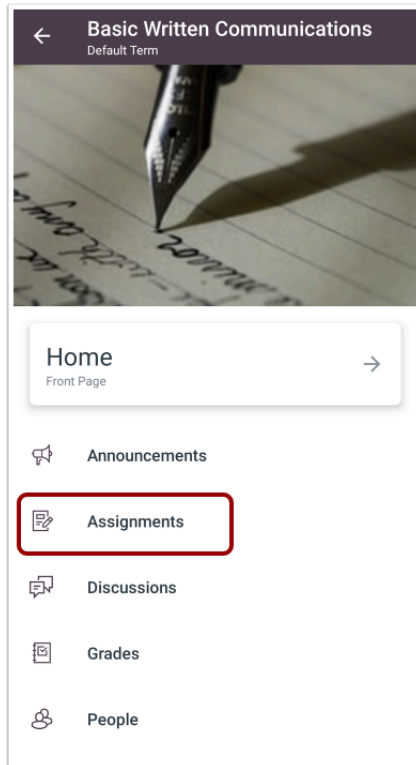 Basic Written Communications
Default Term
Home
Front Page
Announcements
Assignments
Discussions
Grades
People